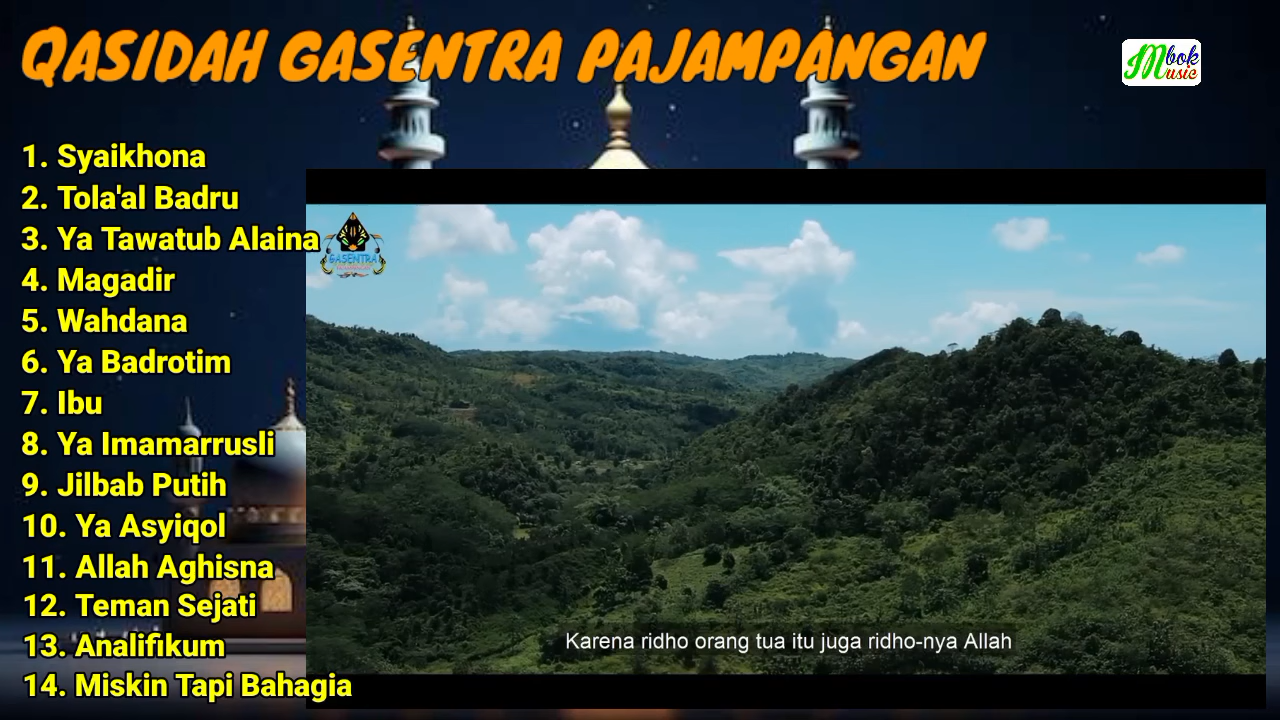 QASIDAH GASENTRA PAJAMPANGAN
Mbok
Music
1. Syaikhona
2. Tola'al Badru
3. Ya Tawatub Alaina
4. Magadir
5. Wahdana
6. Ya Badrotim
7. Ibu
8. Ya Imamarrusli
9. Jilbab Putih
10. Ya Asyiqol
11. Allah Aghisna
12. Teman Sejati
13. Analifikum
14. Miskin Tapi Bahagia
GASENTRA
Karena ridho orang tua itu juga ridho-nya Allah